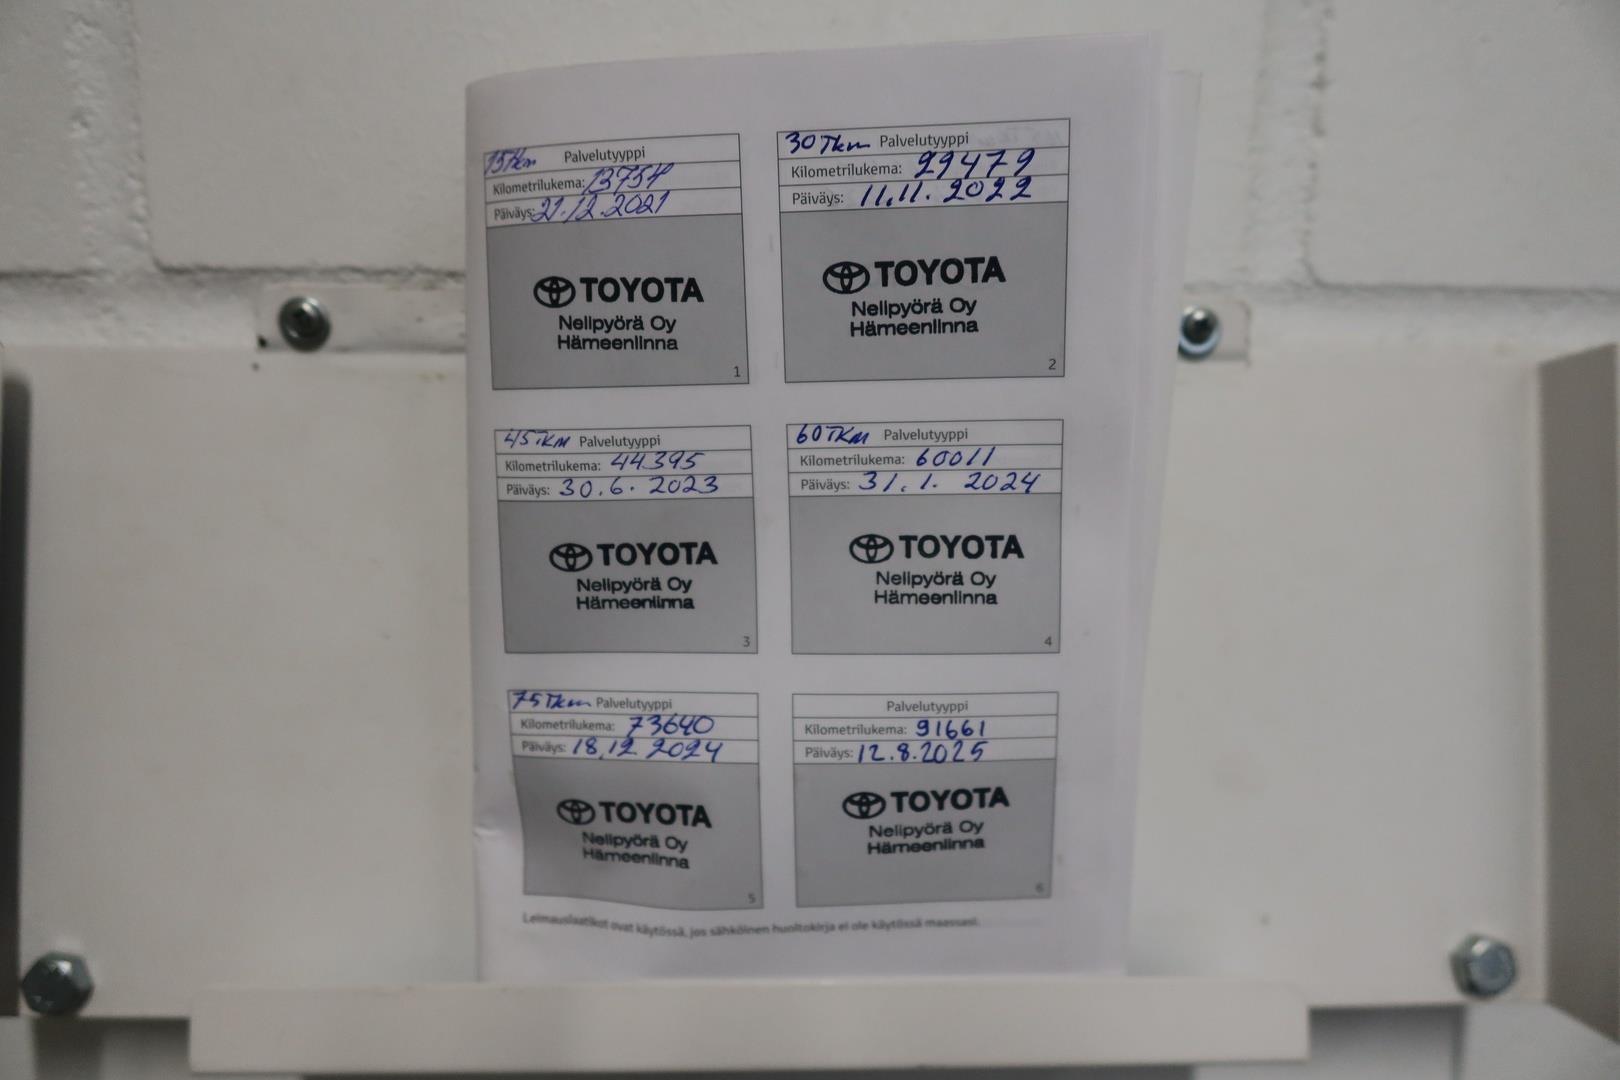 15Tkm Palvelutyyppi
Kilometrilukema: 13754
Päiväys: 21.12.2021
TOYOTA
Nelipyörä Oy
Hämeenlinna
1
30Tkm Palvelutyyppi
Kilometrilukema: 29479
Päiväys: 11.11.2022
TOYOTA
Nelipyörä Oy
Hämeenlinna
2
45TKM Palvelutyyppi
Kilometrilukema: 44395
Päiväys: 30.6.2023
TOYOTA
Nelipyörä Oy
Hämeenlinna
3
60TKM Palvelutyyppi
Kilometrilukema: 60011
Päiväys: 31.1.2024
TOYOTA
Nelipyörä Oy
Hämeenlinna
4
75Tkm Palvelutyyppi
Kilometrilukema: 73640
Päiväys: 18.12.2024
TOYOTA
Nelipyörä Oy
Hämeenlinna
5
Palvelutyyppi
Kilometrilukema: 91661
Päiväys: 12.8.2025
TOYOTA
Nelipyörä Oy
Hämeenlinna
6
Leimauslaatikot ovat käytössä, jos sähköinen huoltokirja ei ole käytössä maassasi.